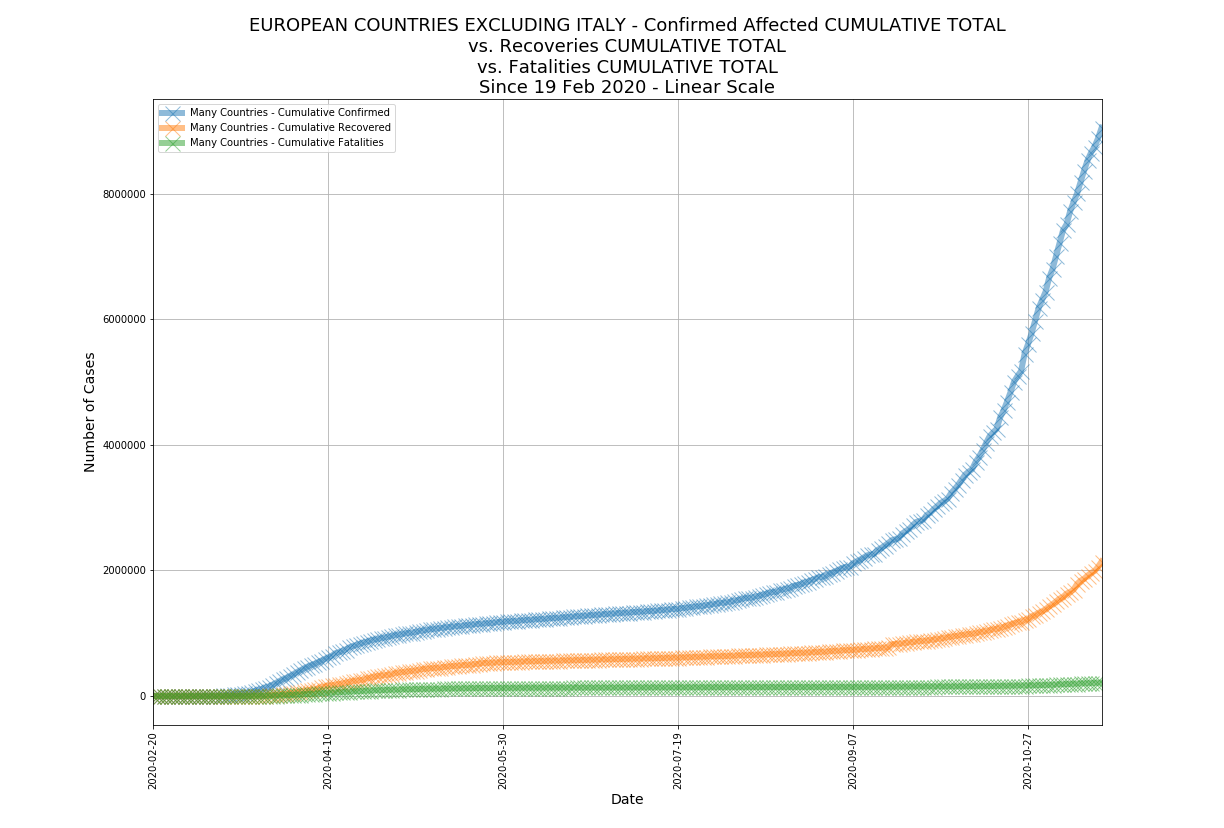 EUROPEAN COUNTRIES EXCLUDING ITALY - Confirmed Affected CUMULATIVE TOTAL
vs. Recoveries CUMULATIVE TOTAL
vs. Fatalities CUMULATIVE TOTAL
Since 19 Feb 2020 - Linear Scale
Many Countries - Cumulative Confirmed
Many Countries - Cumulative Recovered
Many Countries - Cumulative Fatalities
8000000
6000000
4000000
2000000
0
Number of Cases
2020-02-20
2020-04-10
2020-05-30
2020-07-19
2020-09-07
2020-10-27
Date